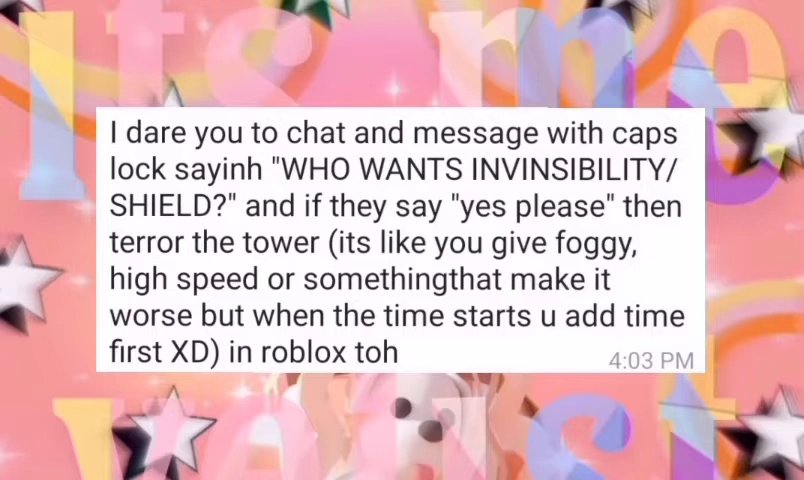 Its me
I dare you to chat and message with caps
lock sayinh "WHO WANTS INVINSIBILITY/
SHIELD?" and if they say "yes please" then
terror the tower (its like you give foggy,
high speed or somethingthat make it
worse but when the time starts u add time
first XD) in roblox toh
4:03 PM